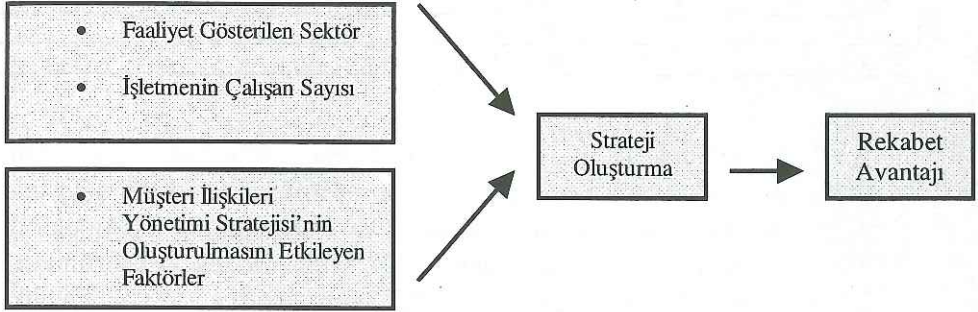 • Faaliyet Gösterilen Sektör
• İşletmenin Çalışan Sayısı
• Müşteri İlişkileri
Yönetimi Stratejisi’nin
Oluşturulmasını Etkileyen
Faktörler
Strateji
Oluşturma
Rekabet
Avantajı